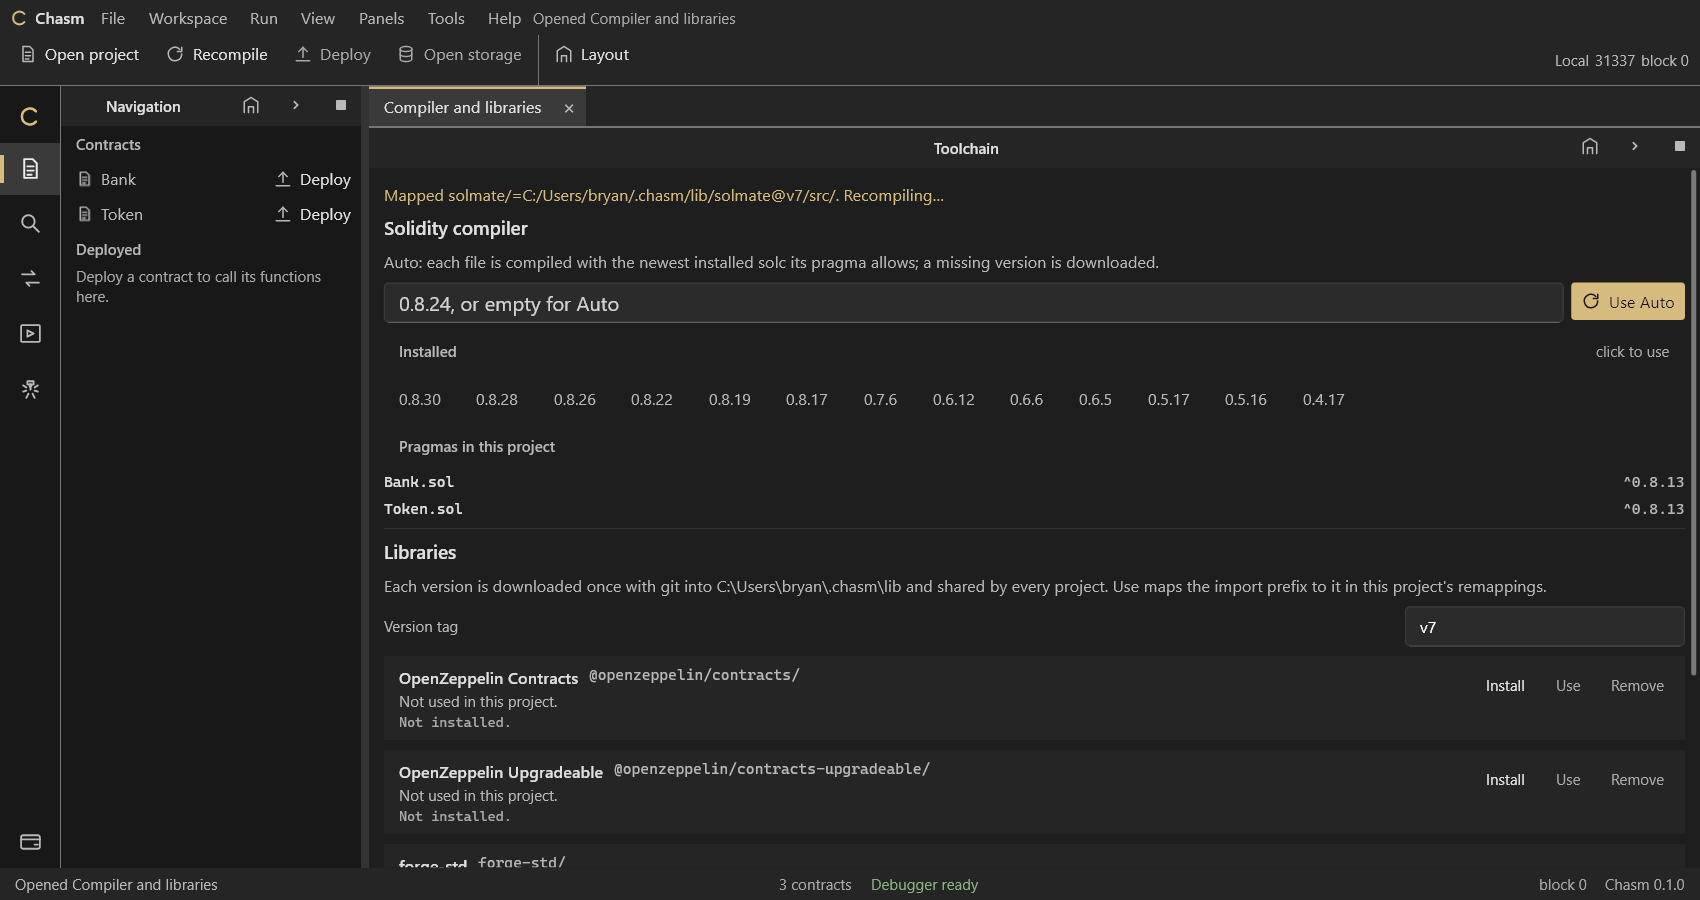 Chasm File Workspace Run View Panels Tools Help Opened Compiler and libraries
Open project Recompile Deploy Open storage Layout
Local 31337 block 0
Navigation
Contracts
Bank Deploy
Token Deploy
Deployed
Deploy a contract to call its functions
here.
Compiler and libraries
Toolchain
Mapped solmate/=C:/Users/bryan/.chasm/lib/solmate@v7/src/. Recompiling...
Solidity compiler
Auto: each file is compiled with the newest installed solc its pragma allows; a missing version is downloaded.
0.8.24, or empty for Auto Use Auto
Installed click to use
0.8.30 0.8.28 0.8.26 0.8.22 0.8.19 0.8.17 0.7.6 0.6.12 0.6.6 0.6.5 0.5.17 0.5.16 0.4.17
Pragmas in this project
Bank.sol ^0.8.13
Token.sol ^0.8.13
Libraries
Each version is downloaded once with git into C:\Users\bryan\.chasm\lib and shared by every project. Use maps the import prefix to it in this project's remappings.
Version tag v7
OpenZeppelin Contracts @openzeppelin/contracts/
Not used in this project.
Not installed.
Install Use Remove
OpenZeppelin Upgradeable @openzeppelin/contracts-upgradeable/
Not used in this project.
Not installed.
Install Use Remove
forge-std forge-std/
Opened Compiler and libraries 3 contracts Debugger ready block 0 Chasm 0.1.0